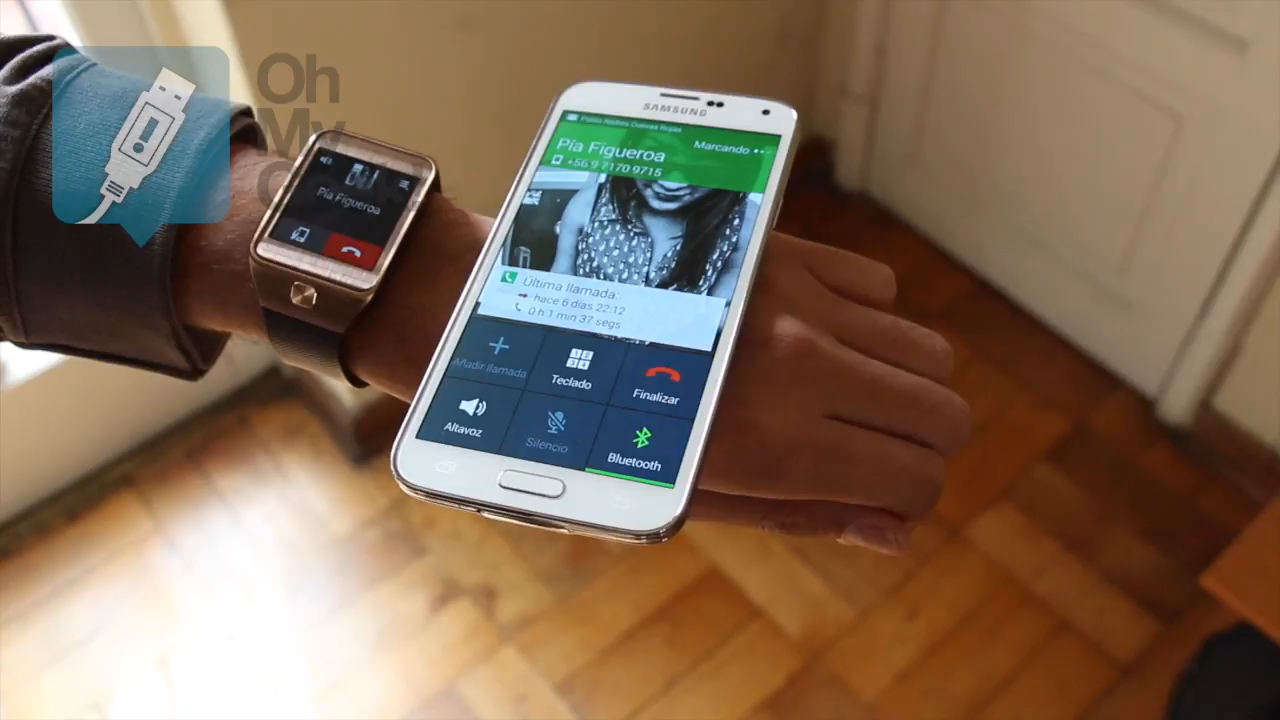 Oh
My
SAMSUNG
Pía Figueroa
Marcando
+56 9 7170 9715
Última llamada:
hace 6 días 22:12
0 h 1 min 37 segs
Añadir llamada
Teclado
Finalizar
Altavoz
Silencio
Bluetooth
Pía Figueroa